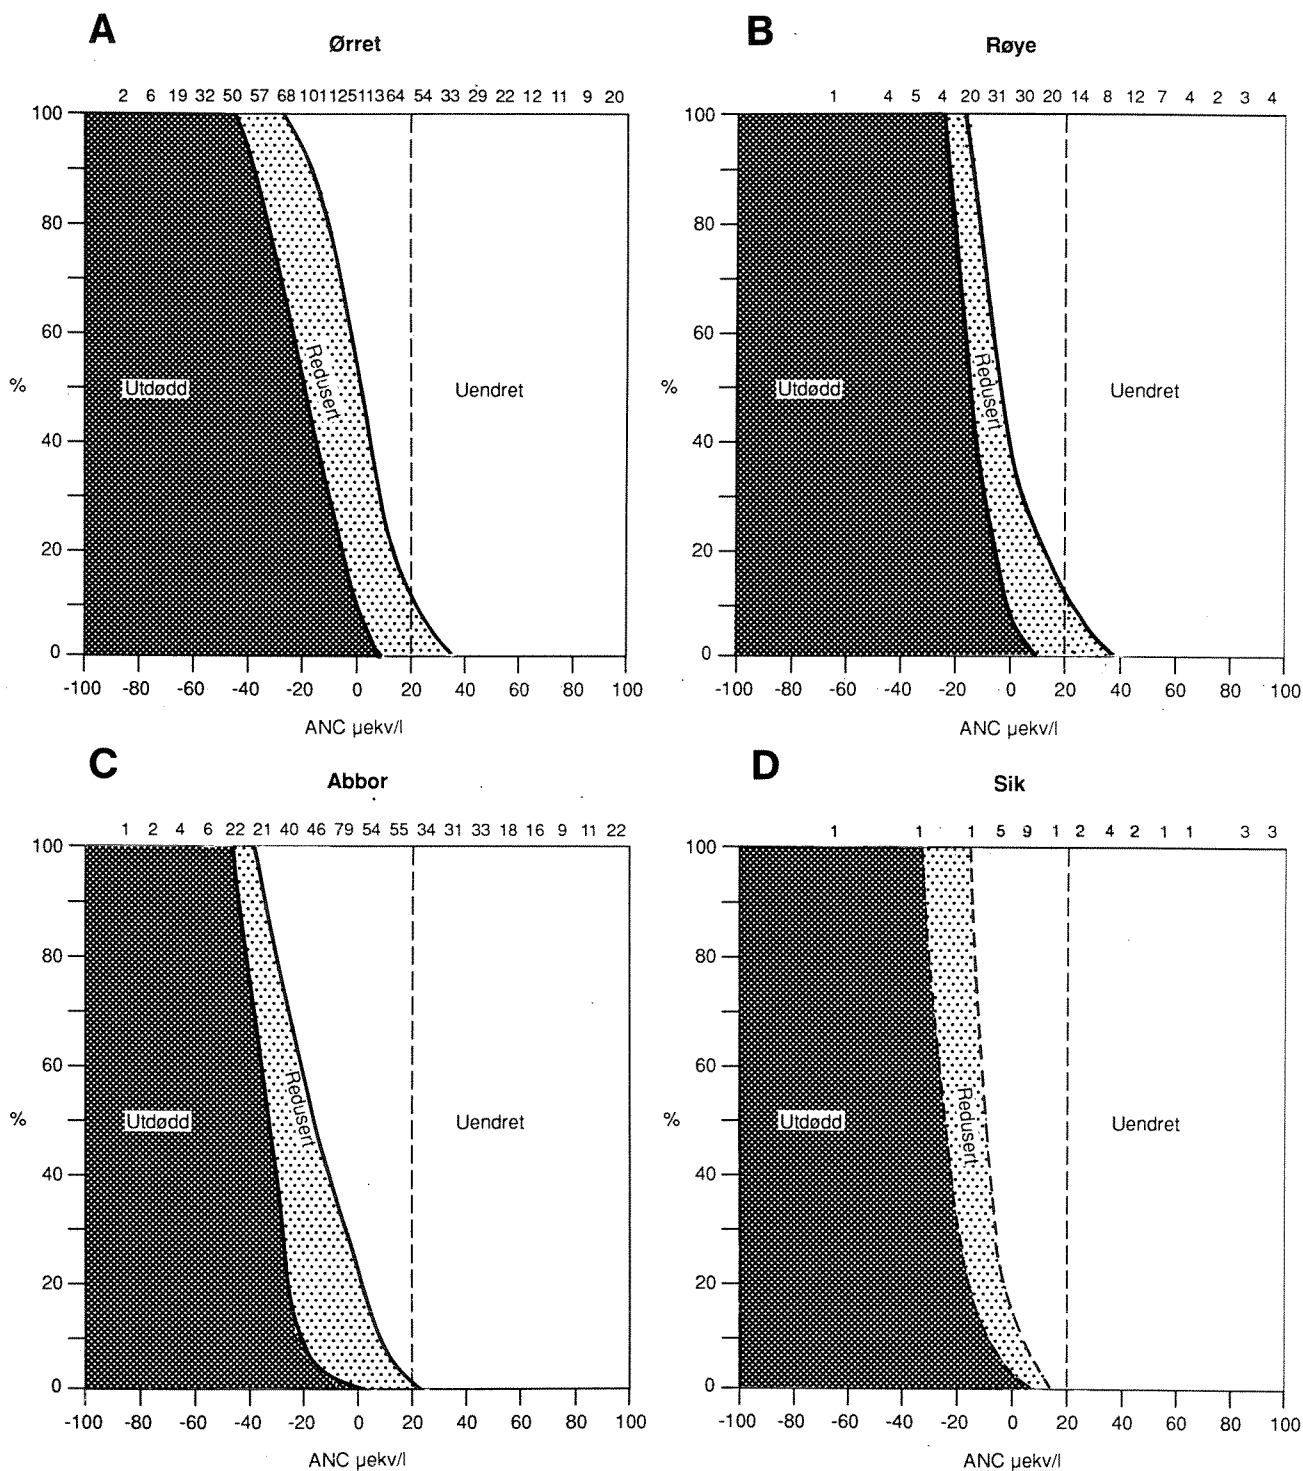 A
Ørret
2 6 19 32 50 57 68 101 125 113 64 54 33 29 22 12 11 9 20
100
80
60
%
40
20
0
Utdødd
Redusert
Uendret
-100 -80 -60 -40 -20 0 20 40 60 80 100
ANC µekv/l
B
Røye
1 4 5 4 20 31 30 20 14 8 12 7 4 2 3 4
100
80
60
%
40
20
0
Utdødd
Redusert
Uendret
-100 -80 -60 -40 -20 0 20 40 60 80 100
ANC µekv/l
C
Abbor
1 2 4 6 22 21 40 46 79 54 55 34 31 33 18 16 9 11 22
100
80
60
%
40
20
0
Utdødd
Redusert
Uendret
-100 -80 -60 -40 -20 0 20 40 60 80 100
ANC µekv/l
D
Sik
1 1 1 5 9 1 2 4 2 1 1 3 3
100
80
60
%
40
20
0
Utdødd
Redusert
Uendret
-100 -80 -60 -40 -20 0 20 40 60 80 100
ANC µekv/l